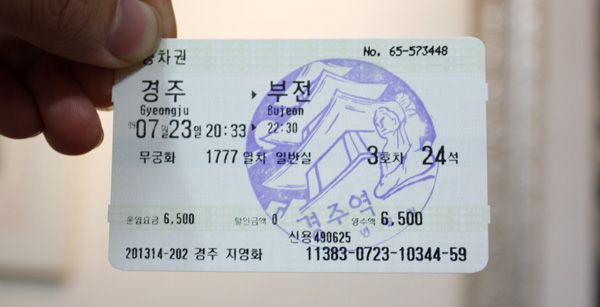 승차권 No. 65-573448
경주 ▸ 부전
Gyeongju Bujeon
07월 23일 20:33 ▸ 22:30
무궁화 1777 열차 일반실 3호차 24석
운임요금 6,500 할인금액 0 영수액 6,500
신용490625
201314-202 경주 지영화 11383-0723-10344-59
경주역